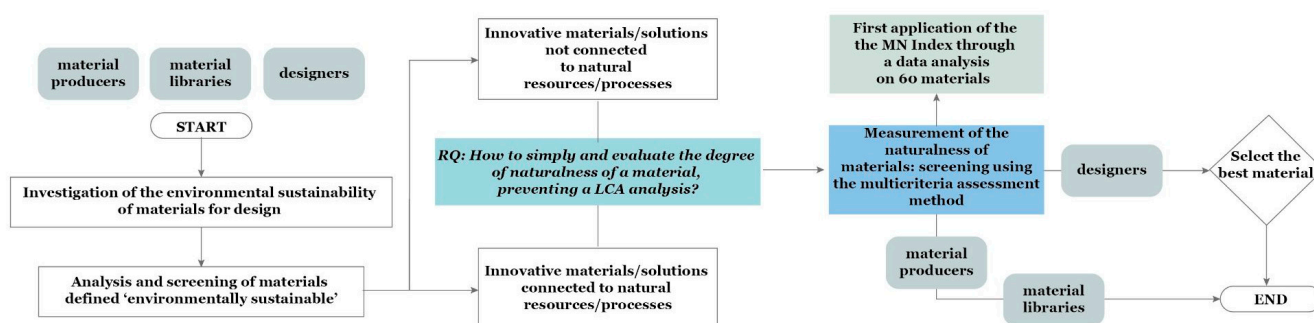 material
producers
material
libraries
designers
START
Investigation of the environmental sustainability
of materials for design
Analysis and screening of materials
defined ‘environmentally sustainable’
Innovative materials/solutions
not connected
to natural
resources/processes
RQ: How to simply and evaluate the degree
of naturalness of a material,
preventing a LCA analysis?
Innovative materials/solutions
connected to natural
resources/processes
First application of the
the MN Index through
a data analysis
on 60 materials
Measurement of the
naturalness of
materials: screening using
the multicriteria assessment
method
designers
Select the
best material
material
producers
material
libraries
END